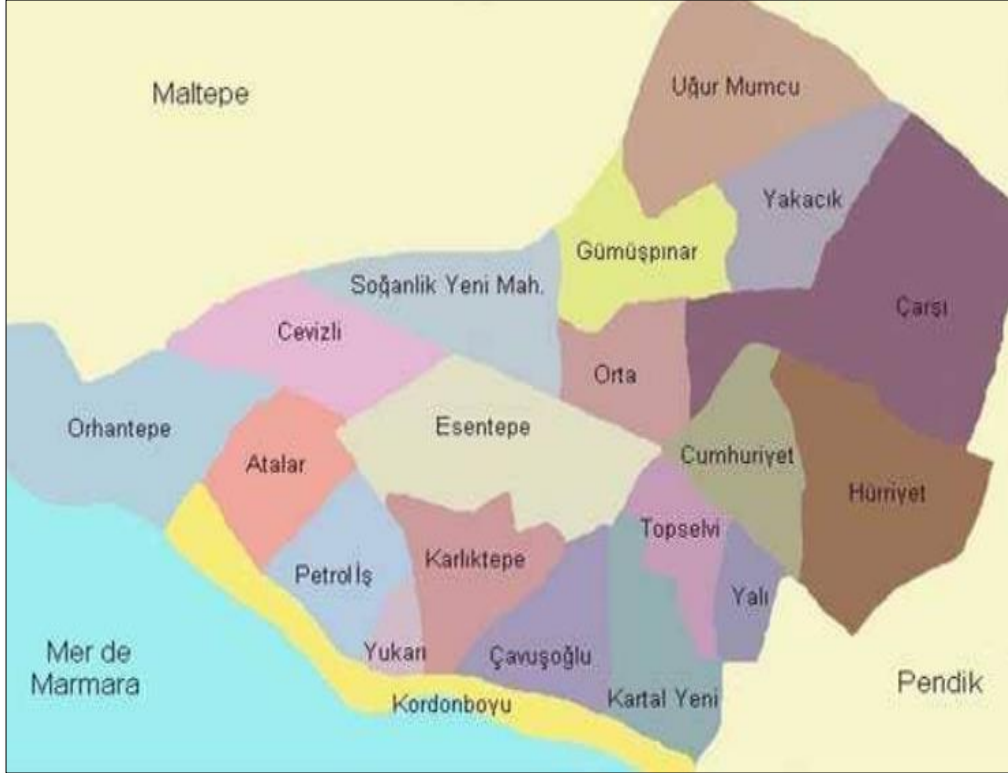 Maltepe
Uğur Mumcu
Yakacık
Gümüşpınar
Soğanlik Yeni Mah.
Çarşı
Cevizli
Orta
Orhantepe
Esentepe
Atalar
Cumhuriyet
Hürriyet
Topselvi
Karlıktepe
Petrol İş
Yalı
Yukarı
Çavuşoğlu
Mer de
Marmara
Pendik
Kartal Yeni
Kordonboyu